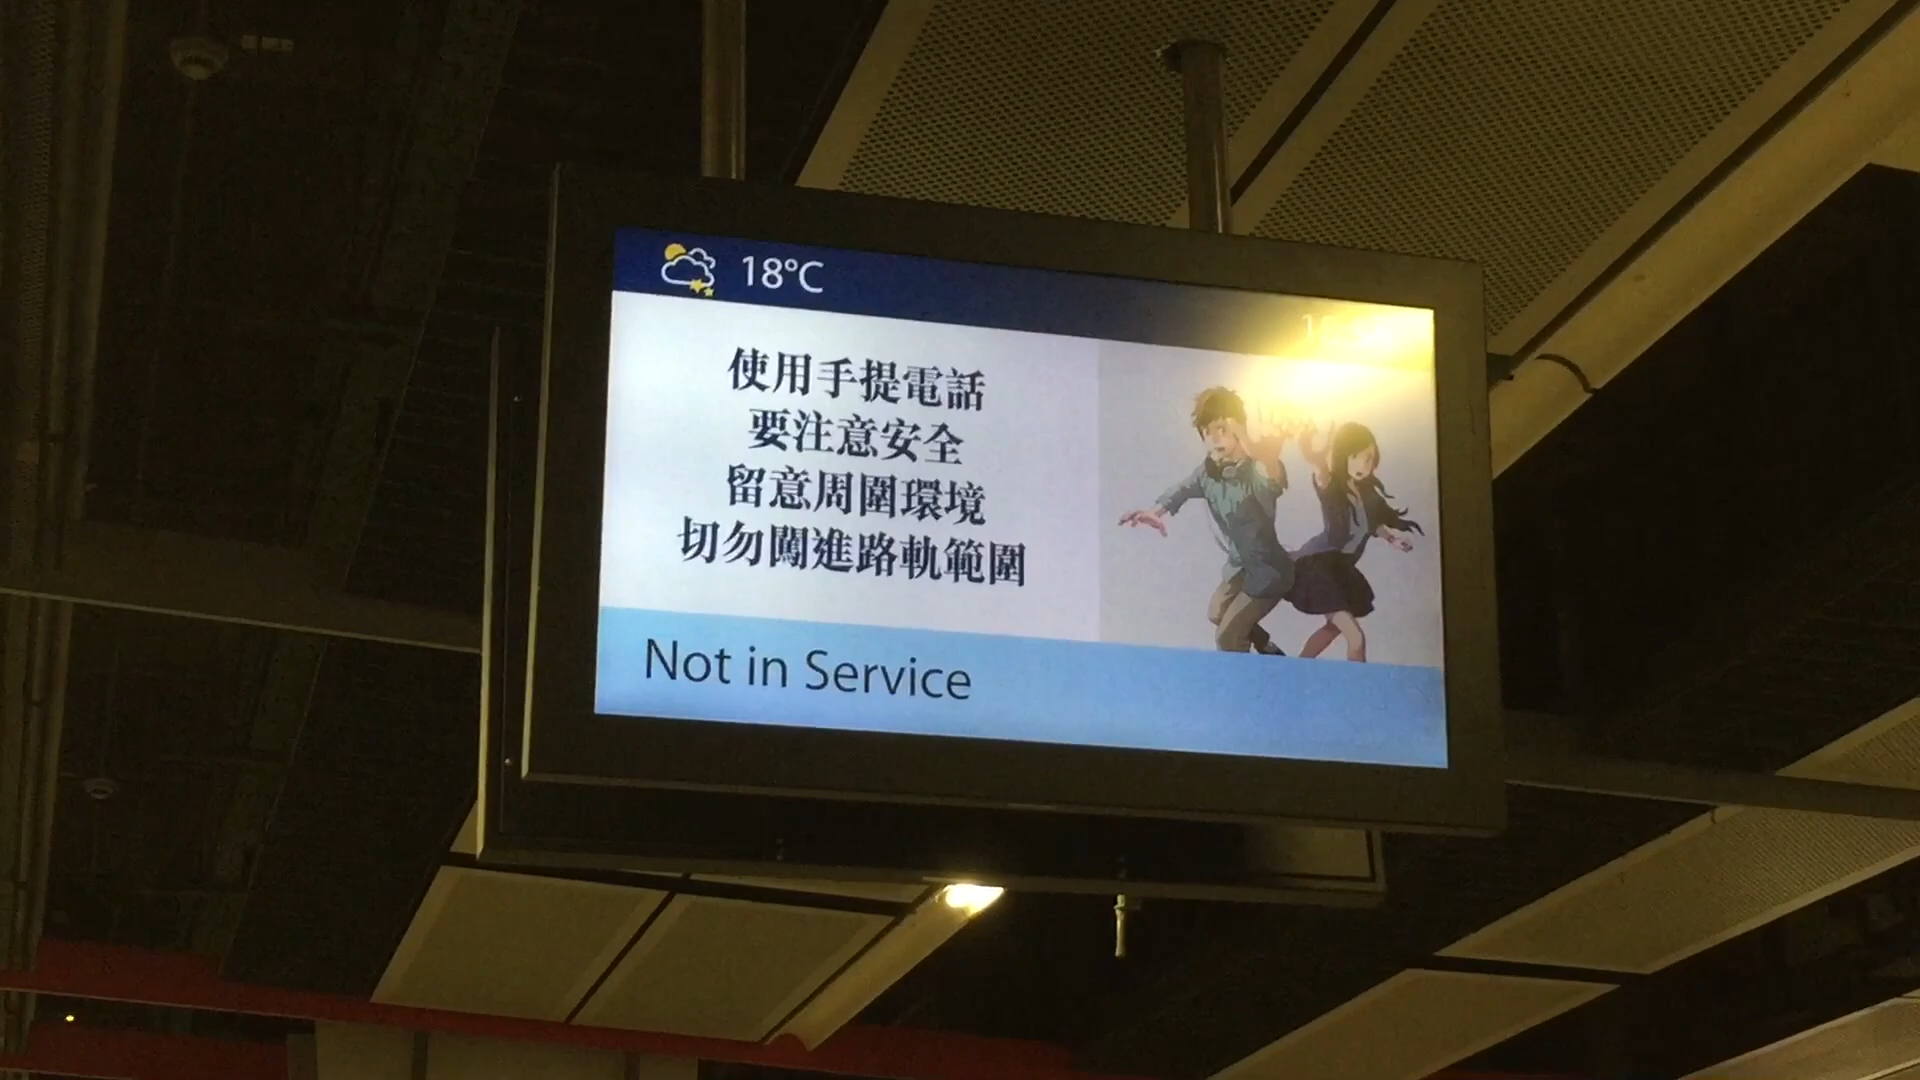 18°C
使用手提電話
要注意安全
留意周圍環境
切勿闖進路軌範圍
Not in Service